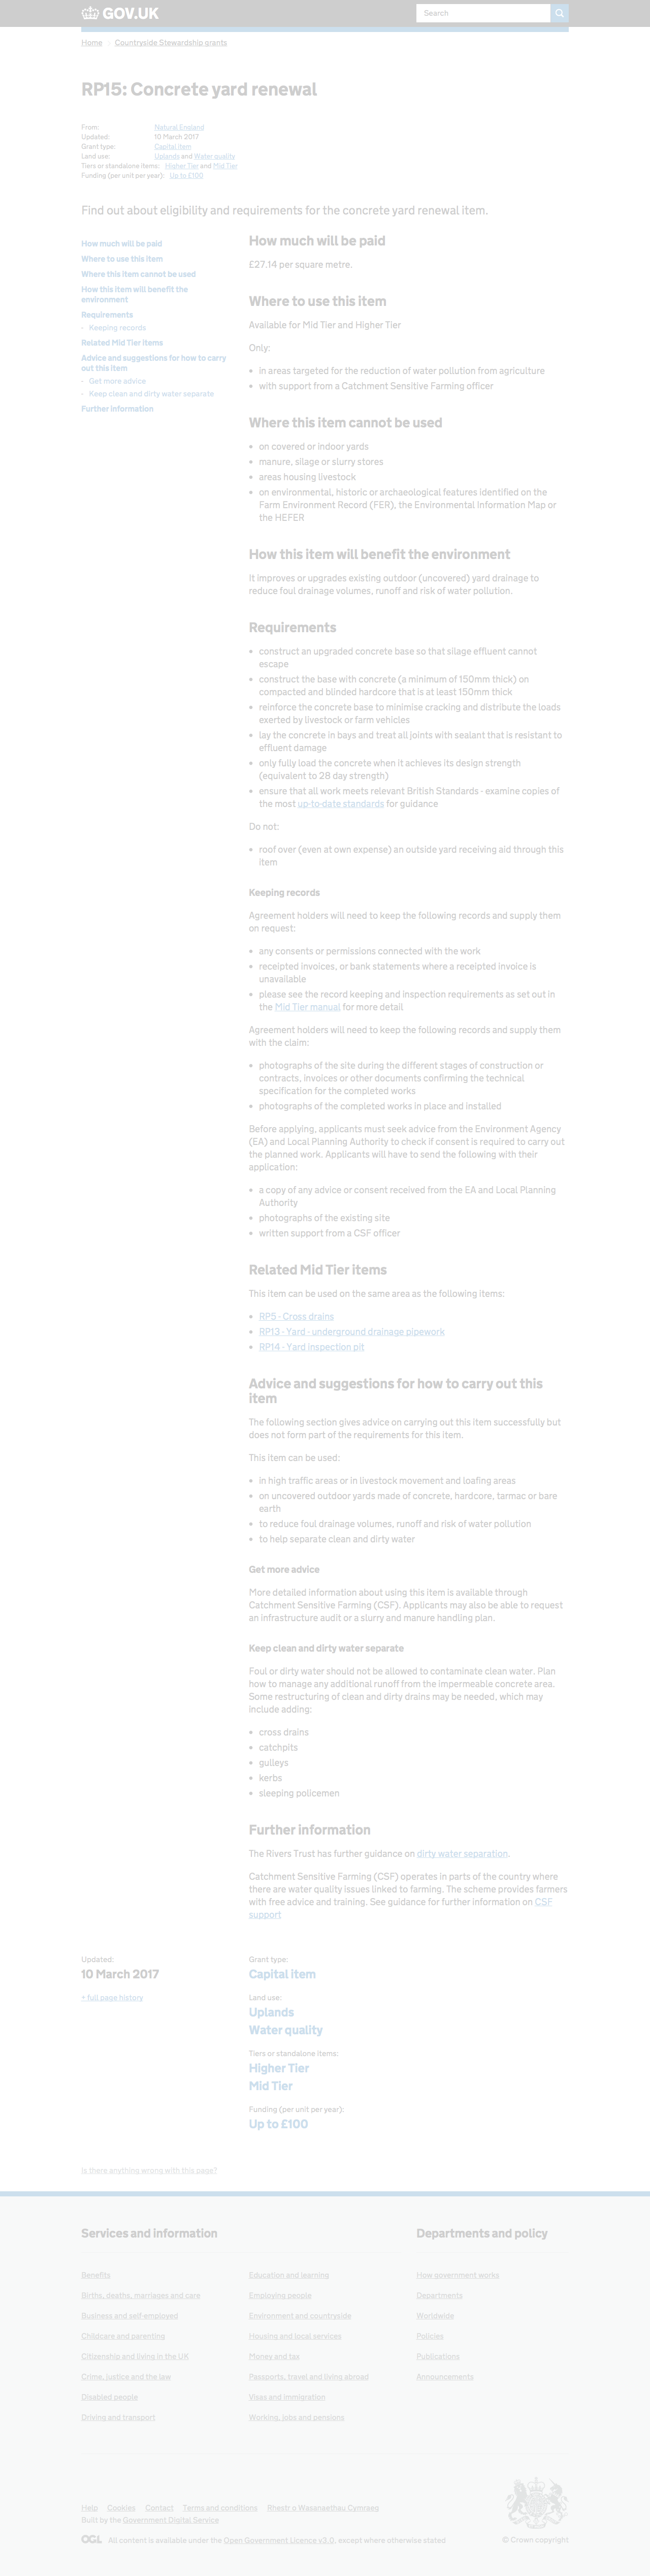 GOV.UK
Search
Home
Countryside Stewardship grants
RP15: Concrete yard renewal
From: Natural England
Updated: 10 March 2017
Grant type: Capital item
Land use: Uplands and Water quality
Tiers or standalone items: Higher Tier and Mid Tier
Funding (per unit per year): Up to £100
Find out about eligibility and requirements for the concrete yard renewal item.
How much will be paid
Where to use this item
Where this item cannot be used
How this item will benefit the
environment
Requirements
- Keeping records
Related Mid Tier items
Advice and suggestions for how to carry
out this item
- Get more advice
- Keep clean and dirty water separate
Further information
How much will be paid
£27.14 per square metre.
Where to use this item
Available for Mid Tier and Higher Tier
Only:
• in areas targeted for the reduction of water pollution from agriculture
• with support from a Catchment Sensitive Farming officer
Where this item cannot be used
• on covered or indoor yards
• manure, silage or slurry stores
• areas housing livestock
• on environmental, historic or archaeological features identified on the
Farm Environment Record (FER), the Environmental Information Map or
the HEFER
How this item will benefit the environment
It improves or upgrades existing outdoor (uncovered) yard drainage to
reduce foul drainage volumes, runoff and risk of water pollution.
Requirements
• construct an upgraded concrete base so that silage effluent cannot
escape
• construct the base with concrete (a minimum of 150mm thick) on
compacted and blinded hardcore that is at least 150mm thick
• reinforce the concrete base to minimise cracking and distribute the loads
exerted by livestock or farm vehicles
• lay the concrete in bays and treat all joints with sealant that is resistant to
effluent damage
• only fully load the concrete when it achieves its design strength
(equivalent to 28 day strength)
• ensure that all work meets relevant British Standards - examine copies of
the most up-to-date standards for guidance
Do not:
• roof over (even at own expense) an outside yard receiving aid through this
item
Keeping records
Agreement holders will need to keep the following records and supply them
on request:
• any consents or permissions connected with the work
• receipted invoices, or bank statements where a receipted invoice is
unavailable
• please see the record keeping and inspection requirements as set out in
the Mid Tier manual for more detail
Agreement holders will need to keep the following records and supply them
with the claim:
• photographs of the site during the different stages of construction or
contracts, invoices or other documents confirming the technical
specification for the completed works
• photographs of the completed works in place and installed
Before applying, applicants must seek advice from the Environment Agency
(EA) and Local Planning Authority to check if consent is required to carry out
the planned work. Applicants will have to send the following with their
application:
• a copy of any advice or consent received from the EA and Local Planning
Authority
• photographs of the existing site
• written support from a CSF officer
Related Mid Tier items
This item can be used on the same area as the following items:
• RP5 - Cross drains
• RP13 - Yard - underground drainage pipework
• RP14 - Yard inspection pit
Advice and suggestions for how to carry out this
item
The following section gives advice on carrying out this item successfully but
does not form part of the requirements for this item.
This item can be used:
• in high traffic areas or in livestock movement and loafing areas
• on uncovered outdoor yards made of concrete, hardcore, tarmac or bare
earth
• to reduce foul drainage volumes, runoff and risk of water pollution
• to help separate clean and dirty water
Get more advice
More detailed information about using this item is available through
Catchment Sensitive Farming (CSF). Applicants may also be able to request
an infrastructure audit or a slurry and manure handling plan.
Keep clean and dirty water separate
Foul or dirty water should not be allowed to contaminate clean water. Plan
how to manage any additional runoff from the impermeable concrete area.
Some restructuring of clean and dirty drains may be needed, which may
include adding:
• cross drains
• catchpits
• gulleys
• kerbs
• sleeping policemen
Further information
The Rivers Trust has further guidance on dirty water separation.
Catchment Sensitive Farming (CSF) operates in parts of the country where
there are water quality issues linked to farming. The scheme provides farmers
with free advice and training. See guidance for further information on CSF
support
Updated:
10 March 2017
+ full page history
Grant type:
Capital item
Land use:
Uplands
Water quality
Tiers or standalone items:
Higher Tier
Mid Tier
Funding (per unit per year):
Up to £100
Is there anything wrong with this page?
Services and information
Benefits
Births, deaths, marriages and care
Business and self-employed
Childcare and parenting
Citizenship and living in the UK
Crime, justice and the law
Disabled people
Driving and transport
Education and learning
Employing people
Environment and countryside
Housing and local services
Money and tax
Passports, travel and living abroad
Visas and immigration
Working, jobs and pensions
Departments and policy
How government works
Departments
Worldwide
Policies
Publications
Announcements
Help Cookies Contact Terms and conditions Rhestr o Wasanaethau Cymraeg
Built by the Government Digital Service
OGL All content is available under the Open Government Licence v3.0, except where otherwise stated
© Crown copyright